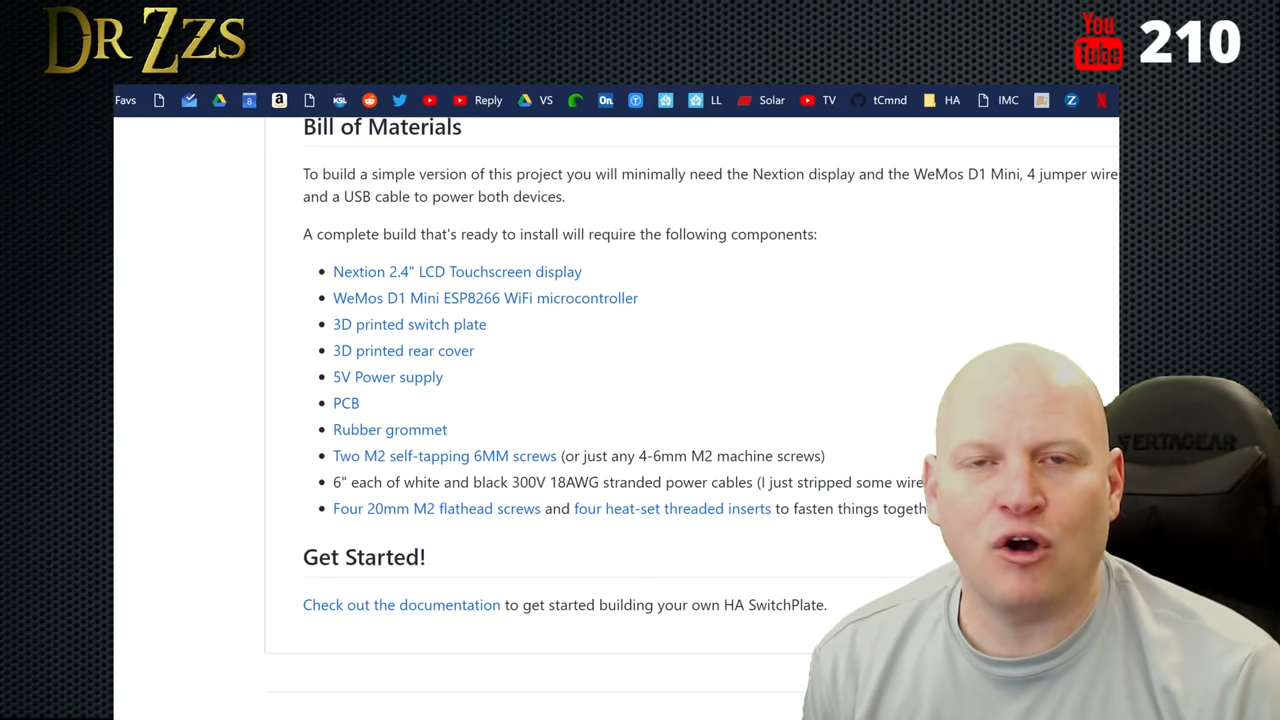 DR ZZS
You
Tube
210
Favs
8
a
KSL
Reply
VS
On.
LL
Solar
TV
tCmnd
HA
IMC
Z
N
Bill of Materials
To build a simple version of this project you will minimally need the Nextion display and the WeMos D1 Mini, 4 jumper wire
and a USB cable to power both devices.
A complete build that's ready to install will require the following components:
• Nextion 2.4" LCD Touchscreen display
• WeMos D1 Mini ESP8266 WiFi microcontroller
• 3D printed switch plate
• 3D printed rear cover
• 5V Power supply
• PCB
• Rubber grommet
• Two M2 self-tapping 6MM screws (or just any 4-6mm M2 machine screws)
• 6" each of white and black 300V 18AWG stranded power cables (I just stripped some wire
• Four 20mm M2 flathead screws and four heat-set threaded inserts to fasten things togeth
Get Started!
Check out the documentation to get started building your own HA SwitchPlate.
VERTAGEAR